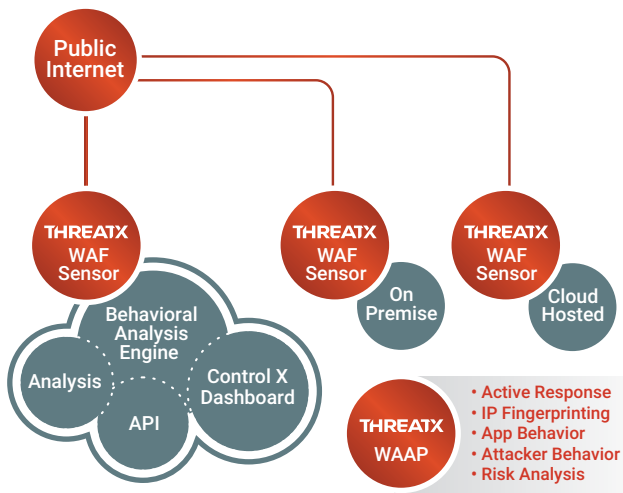 Public
Internet
THREATX
WAF
Sensor
THREATX
WAF
Sensor
THREATX
WAF
Sensor
On
Premise
Cloud
Hosted
Behavioral
Analysis
Engine
Analysis
Control X
Dashboard
API
THREATX
WAAP
• Active Response
• IP Fingerprinting
• App Behavior
• Attacker Behavior
• Risk Analysis